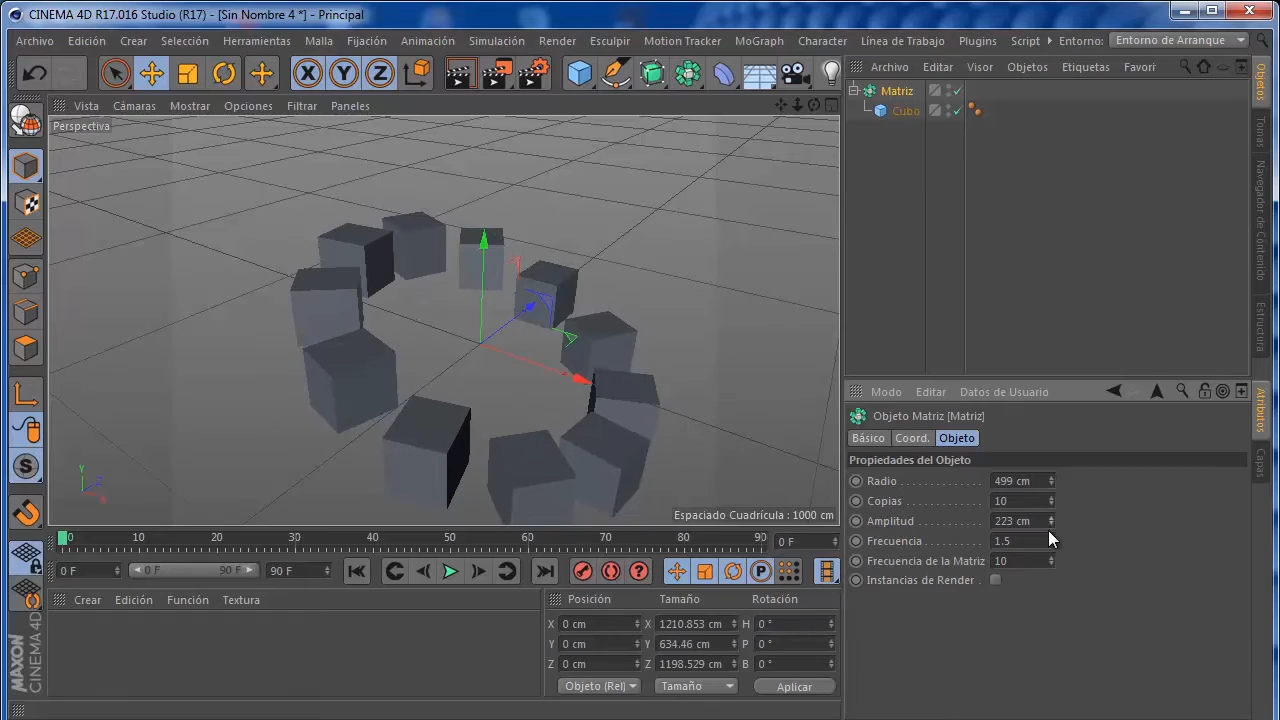 CINEMA 4D R17.016 Studio (R17) - [Sin Nombre 4 *] - Principal
Archivo Edición Crear Selección Herramientas Malla Fijación Animación Simulación Render Esculpir Motion Tracker MoGraph Character Línea de Trabajo Plugins Script Entorno: Entorno de Arranque
X Y Z
Archivo Editar Visor Objetos Etiquetas Favori
Vista Cámaras Mostrar Opciones Filtrar Paneles
Perspectiva
Matriz
Cubo
Objetos
Tomas
Navegador de Contenido
Estructura
Y
Z
X
Espaciado Cuadrícula : 1000 cm
Modo Editar Datos de Usuario
Objeto Matriz [Matriz]
Básico Coord. Objeto
Propiedades del Objeto
Radio 499 cm
Copias 10
Amplitud 223 cm
Frecuencia 1.5
Frecuencia de la Matriz 10
Instancias de Render
Atributos
Capas
0 10 20 30 40 50 60 70 80 90 0 F
0 F 0 F 90 F 90 F
P
S
Crear Edición Función Textura
Posición Tamaño Rotación
X 0 cm X 1210.853 cm H 0 °
Y 0 cm Y 634.46 cm P 0 °
Z 0 cm Z 1198.529 cm B 0 °
Objeto (Rel) Tamaño Aplicar
MAXON
CINEMA 4D